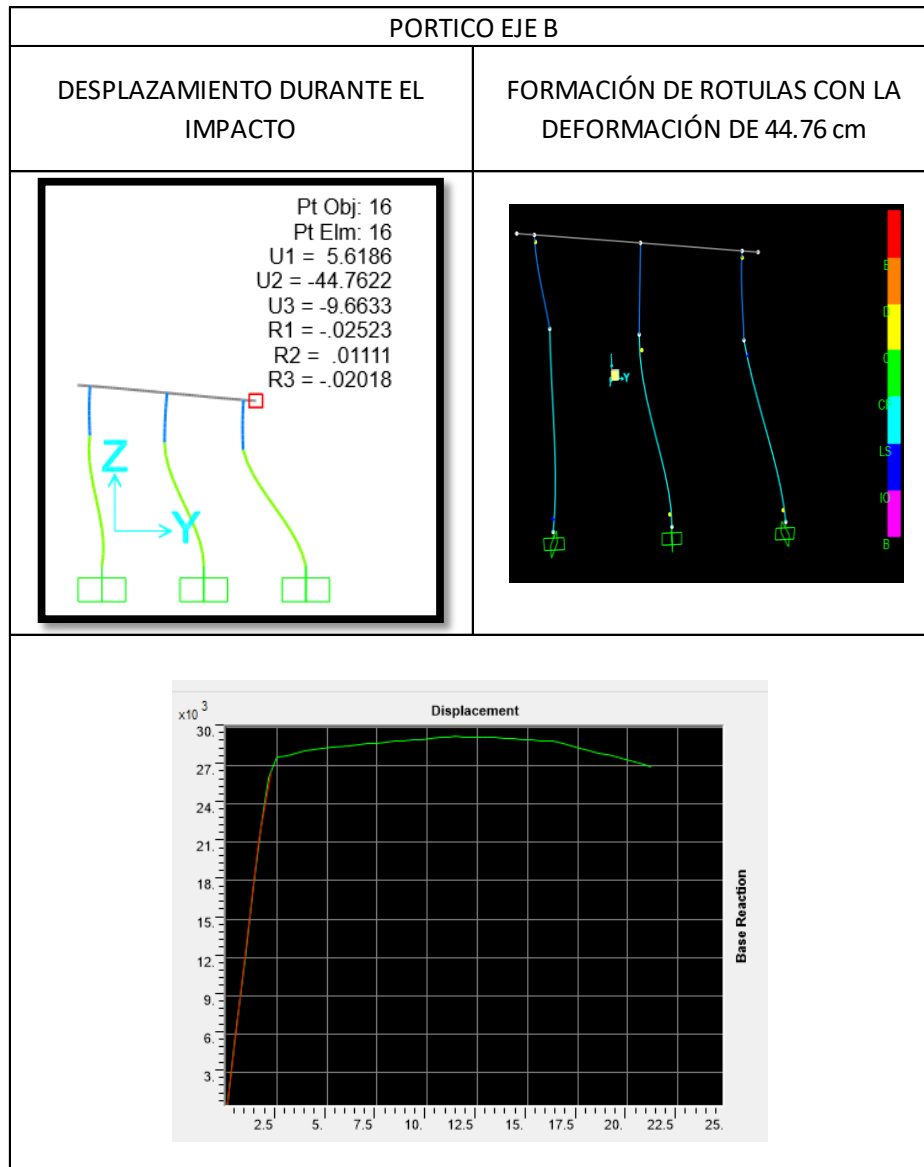 PORTICO EJE B
DESPLAZAMIENTO DURANTE EL
IMPACTO
FORMACIÓN DE ROTULAS CON LA
DEFORMACIÓN DE 44.76 cm
Pt Obj: 16
Pt Elm: 16
U1 = 5.6186
U2 = -44.7622
U3 = -9.6633
R1 = -.02523
R2 = .01111
R3 = -.02018
Z
Y
Y
E
D
C
CP
LS
IO
B
x10 3
Displacement
30.
27.
24.
21.
18.
15.
12.
9.
6.
3.
2.5 5. 7.5 10. 12.5 15. 17.5 20. 22.5 25.
Base Reaction